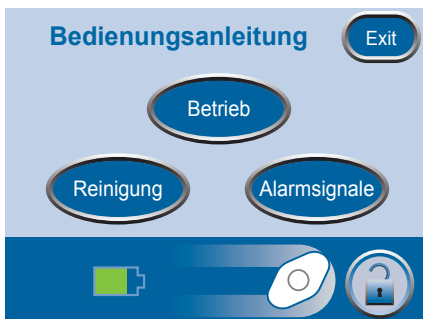 Bedienungsanleitung
Exit
Betrieb
Reinigung
Alarmsignale